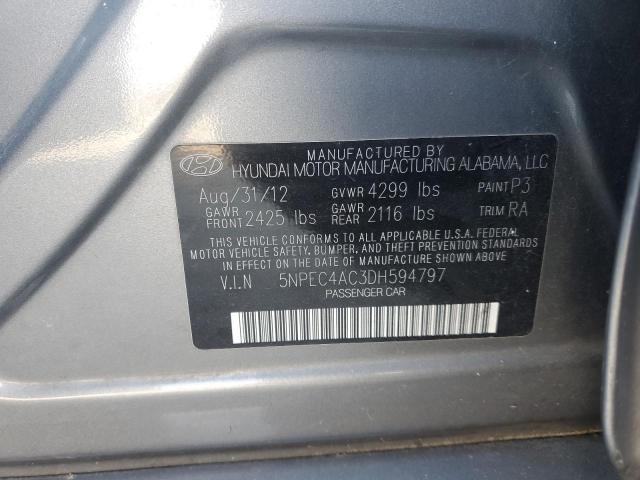 MANUFACTURED BY
HYUNDAI MOTOR MANUFACTURING ALABAMA, LLC
Aug/31/12 GVWR 4299 lbs PAINT P3
GAWR FRONT 2425 lbs GAWR REAR 2116 lbs TRIM RA
THIS VEHICLE CONFORMS TO ALL APPLICABLE U.S.A. FEDERAL
MOTOR VEHICLE SAFETY, BUMPER, AND THEFT PREVENTION STANDARDS
IN EFFECT ON THE DATE OF MANUFACTURE SHOWN ABOVE
V.I.N 5NPEC4AC3DH594797
PASSENGER CAR